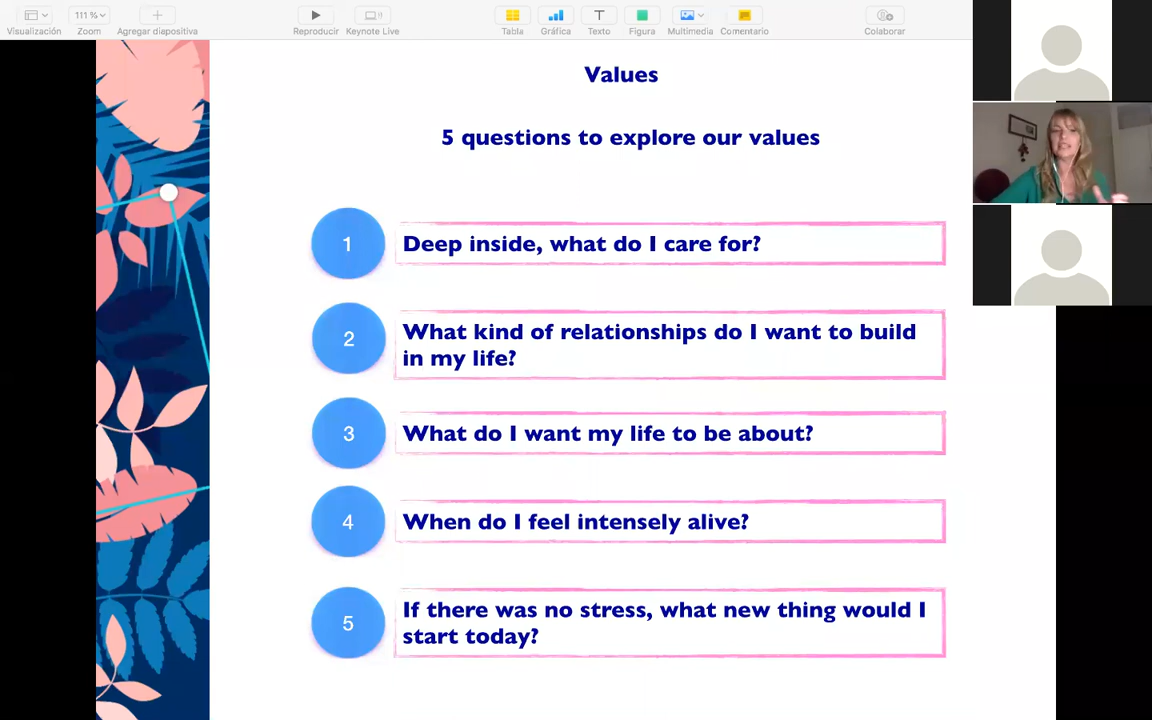 Visualización
111 %
Zoom
Agregar diapositiva
Reproducir
Keynote Live
Tabla
Gráfica
Texto
Figura
Multimedia
Comentario
Colaborar
Values
5 questions to explore our values
1
Deep inside, what do I care for?
2
What kind of relationships do I want to build
in my life?
3
What do I want my life to be about?
4
When do I feel intensely alive?
5
If there was no stress, what new thing would I
start today?